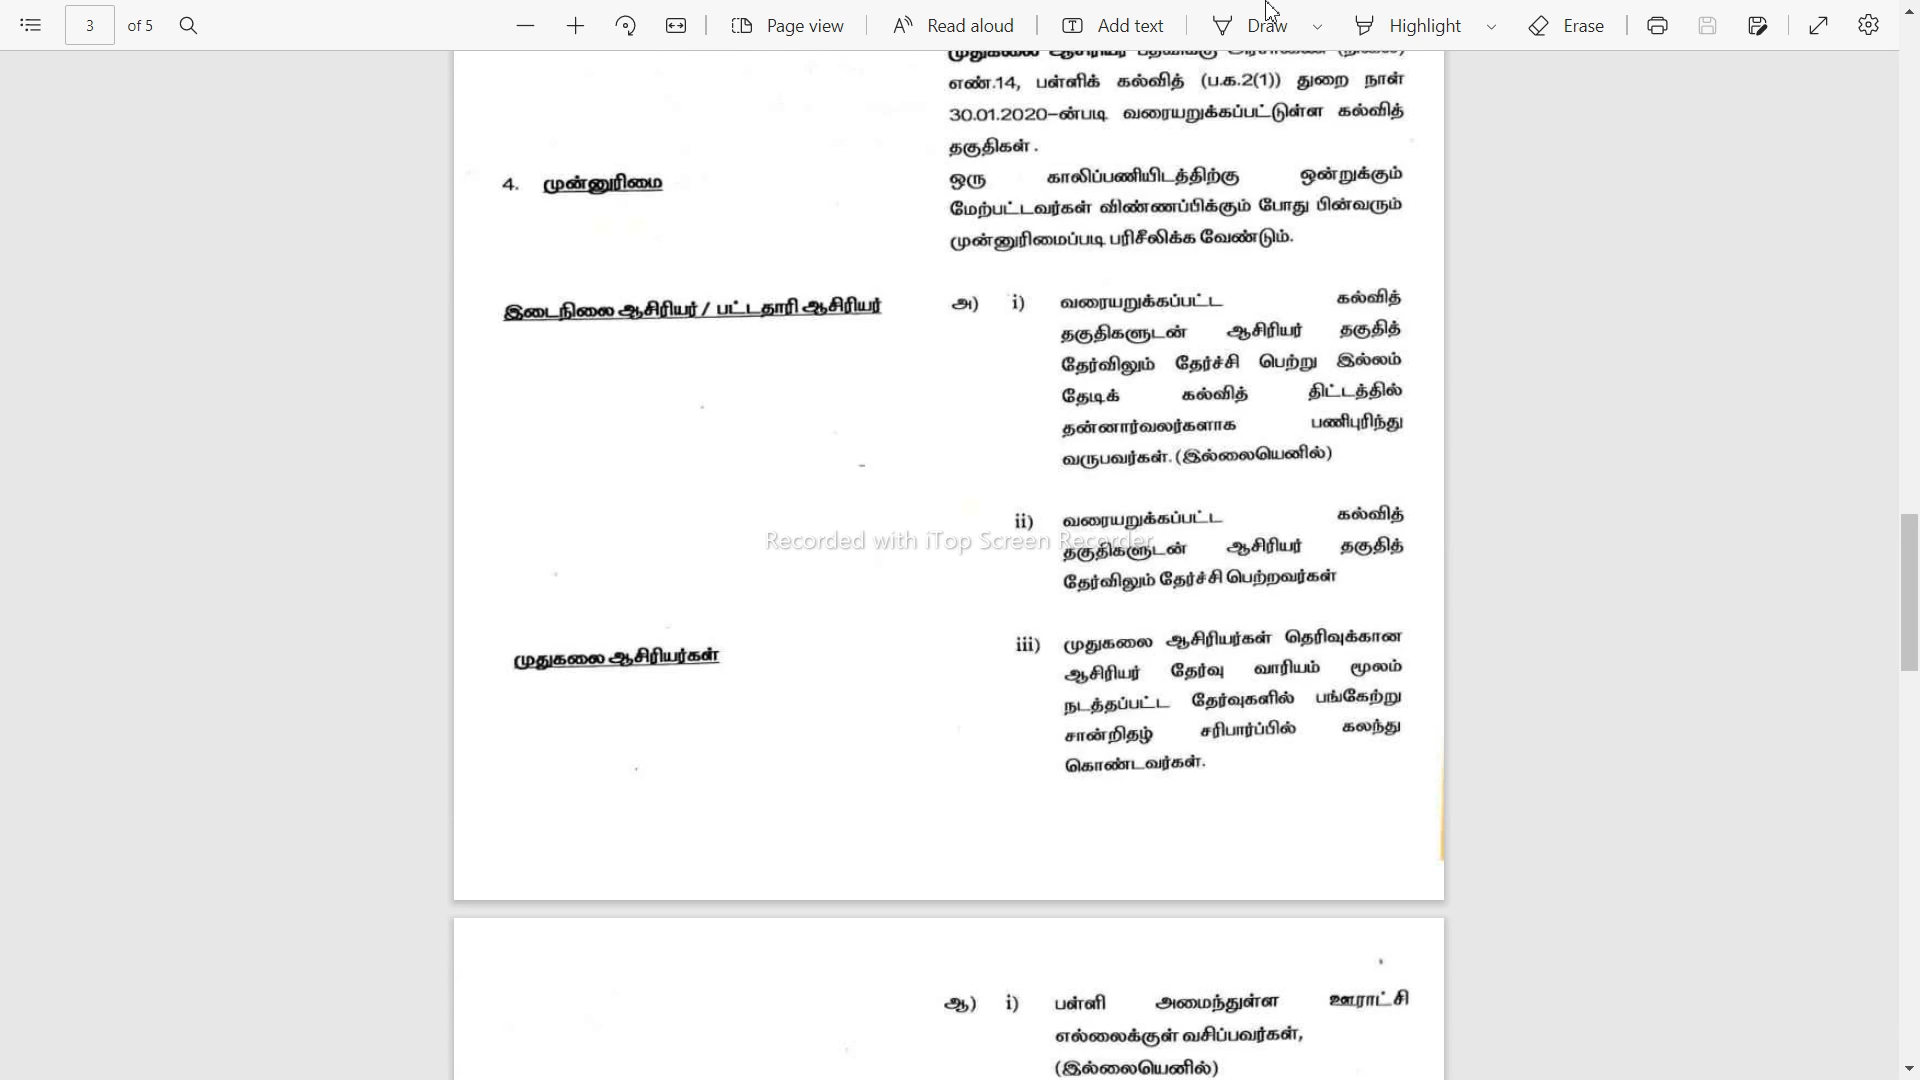 3 of 5 Page view Read aloud Add text Draw Highlight Erase
முதுகலை ஆசிரியர்
எண்.14, பள்ளிக் கல்வித் (ப.க.2(1)) துறை நாள்
30.01.2020–ன்படி வரையறுக்கப்பட்டுள்ள கல்வித்
தகுதிகள் .
4. முன்னுரிமை
ஒரு காலிப்பணியிடத்திற்கு ஒன்றுக்கும்
மேற்பட்டவர்கள் விண்ணப்பிக்கும் போது பின்வரும்
முன்னுரிமைப்படி பரிசீலிக்க வேண்டும்.
இடைநிலை ஆசிரியர் / பட்டதாரி ஆசிரியர்
அ) i) வரையறுக்கப்பட்ட கல்வித்
தகுதிகளுடன் ஆசிரியர் தகுதித்
தேர்விலும் தேர்ச்சி பெற்று இல்லம்
தேடிக் கல்வித் திட்டத்தில்
தன்னார்வலர்களாக பணிபுரிந்து
வருபவர்கள்.(இல்லையெனில்)
ii) வரையறுக்கப்பட்ட கல்வித்
Recorded with iTop Screen Recorder
தகுதிகளுடன் ஆசிரியர் தகுதித்
தேர்விலும் தேர்ச்சி பெற்றவர்கள்
முதுகலை ஆசிரியர்கள்
iii) முதுகலை ஆசிரியர்கள் தெரிவுக்கான
ஆசிரியர் தேர்வு வாரியம் மூலம்
நடத்தப்பட்ட தேர்வுகளில் பங்கேற்று
சான்றிதழ் சரிபார்ப்பில் கலந்து
கொண்டவர்கள்.
ஆ) i) பள்ளி அமைந்துள்ள ஊராட்சி
எல்லைக்குள் வசிப்பவர்கள்,
(இல்லையெனில்)